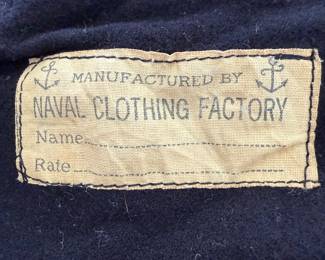 MANUFACTURED BY
NAVAL CLOTHING FACTORY
Name
Rate